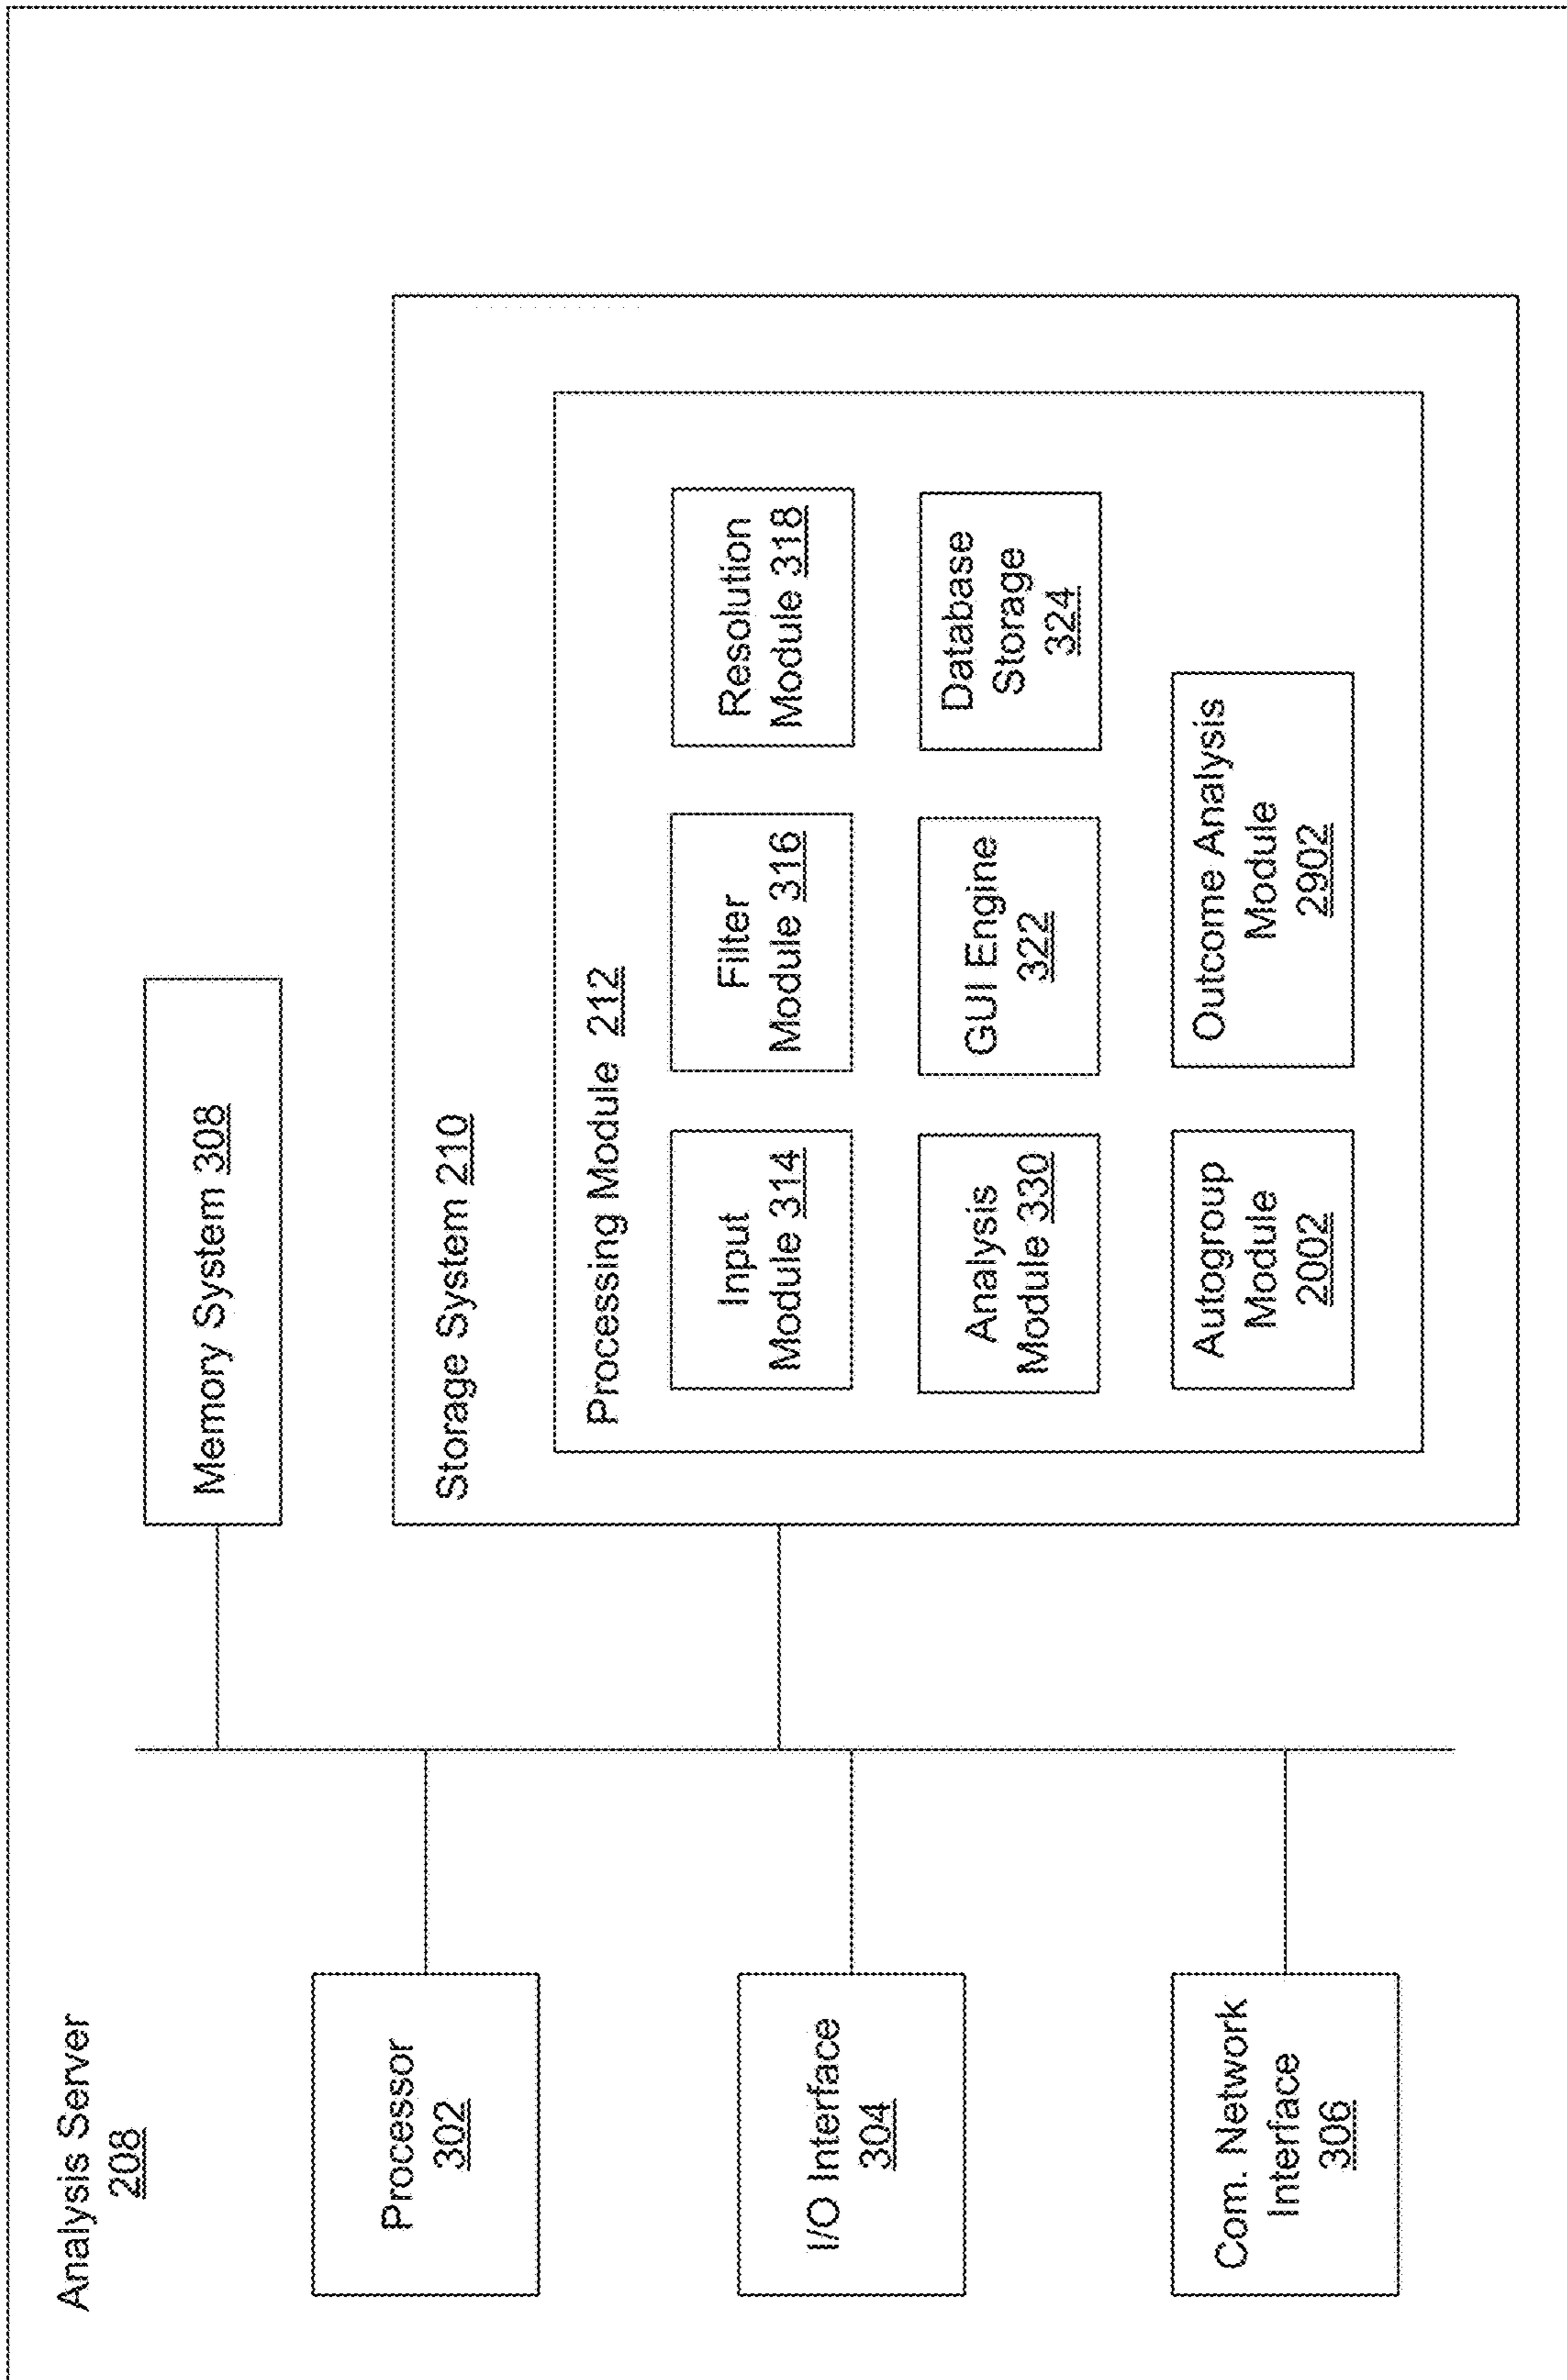 Analysis Server
208
Processor
302
I/O Interface
304
Com. Network
Interface
306
Memory System 308
Storage System 210
Processing Module 212
Input
Module 314
Filter
Module 316
Resolution
Module 318
Analysis
Module 330
GUI Engine
322
Database
Storage
324
Autogroup
Module
2002
Outcome Analysis
Module
2902